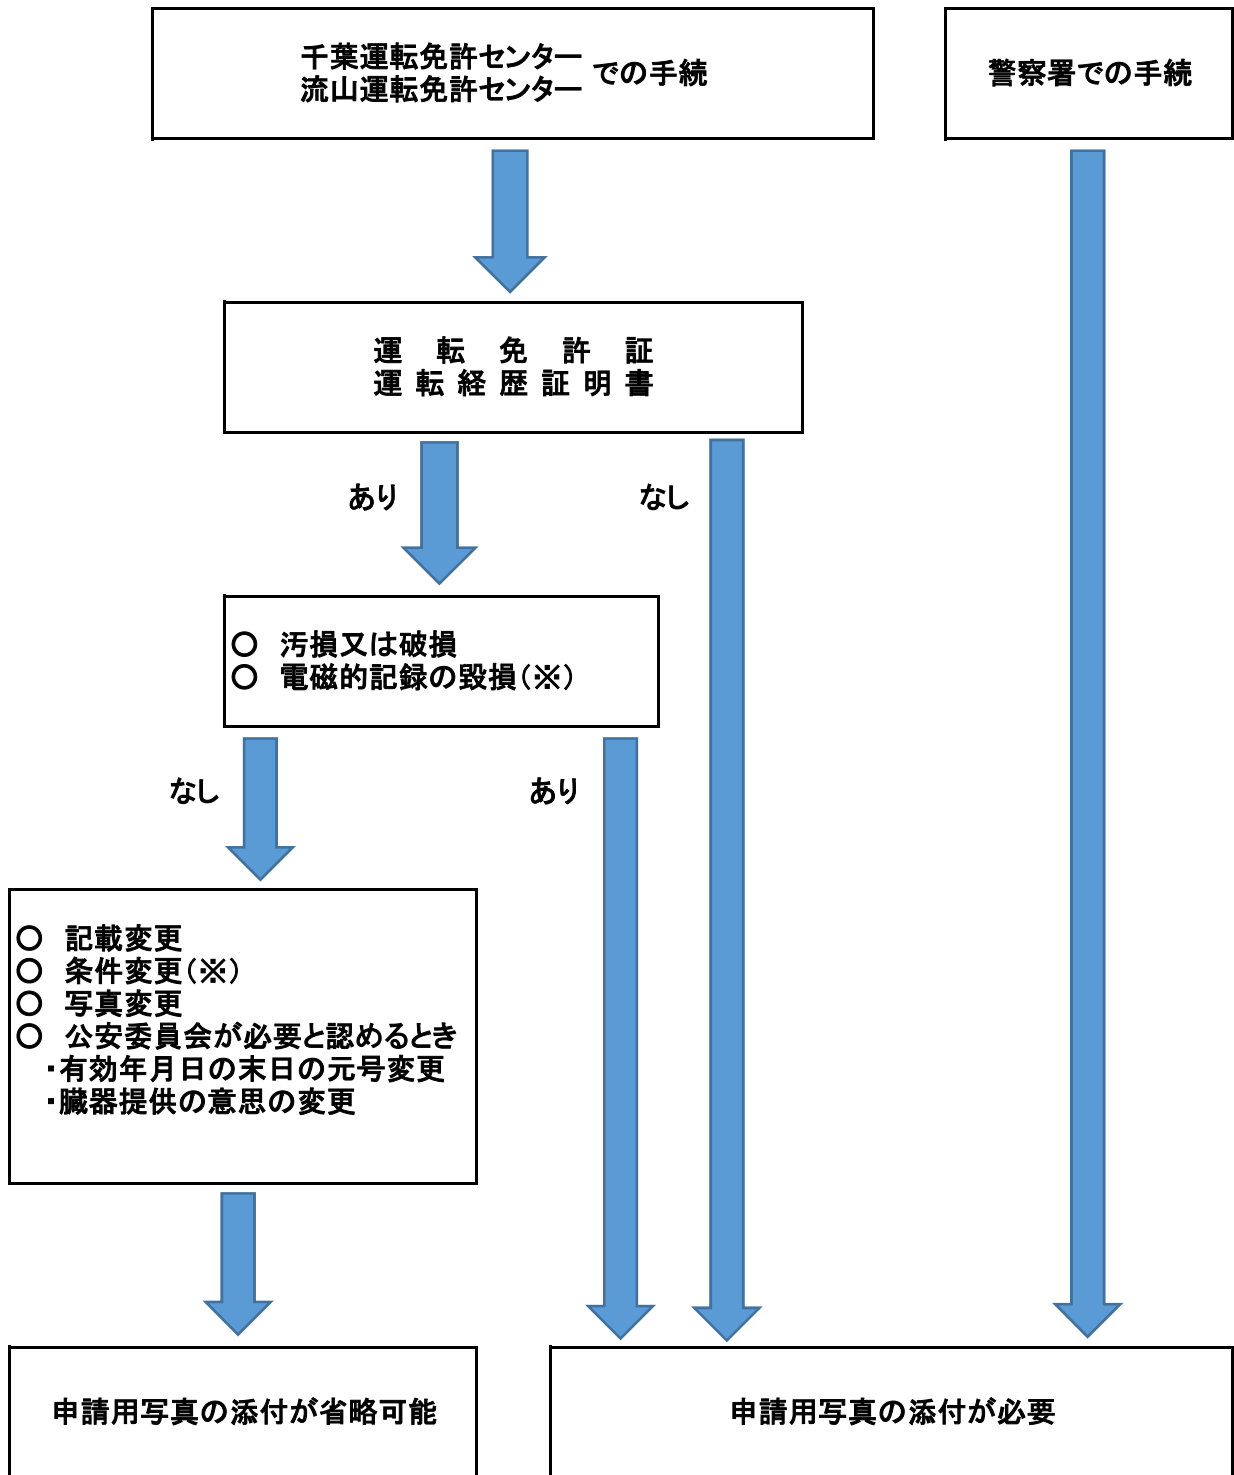 千葉運転免許センター
流山運転免許センター
での手続
警察署での手続
運転免許証
運転経歴証明書
あり
なし
○ 汚損又は破損
○ 電磁的記録の毀損(※)
なし
あり
○ 記載変更
○ 条件変更(※)
○ 写真変更
○ 公安委員会が必要と認めるとき
・有効年月日の末日の元号変更
・臓器提供の意思の変更
申請用写真の添付が省略可能
申請用写真の添付が必要